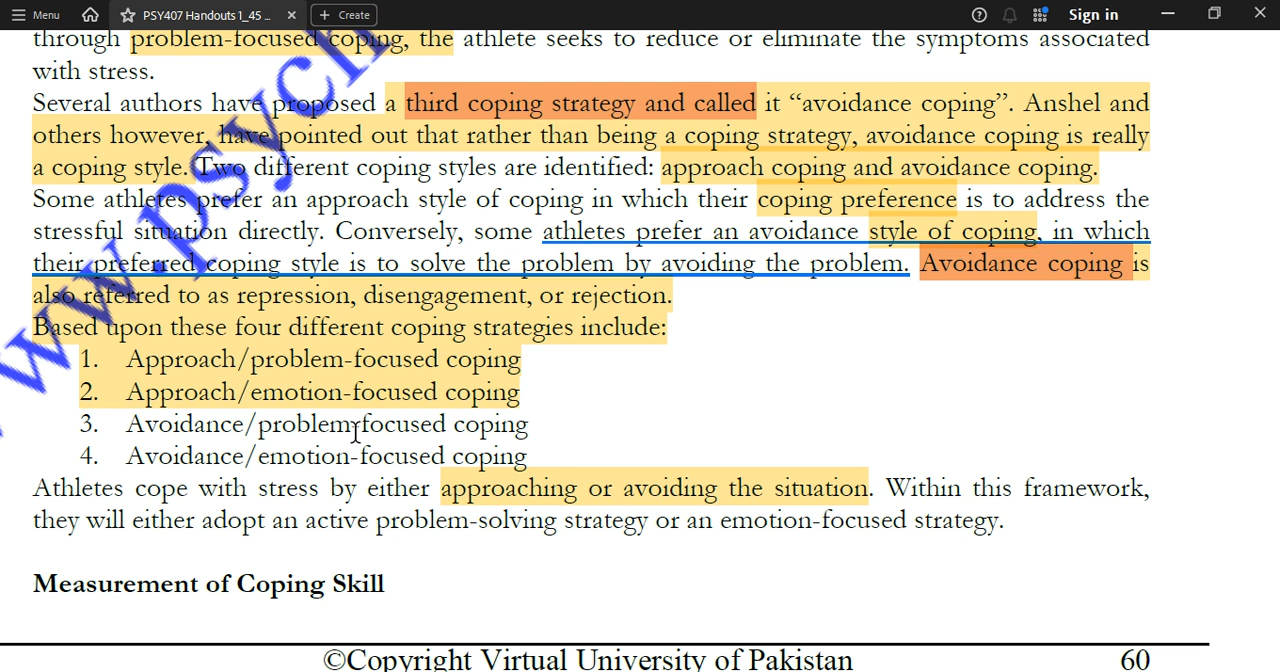 Menu
PSY407 Handouts 1_45 ...
+ Create
Sign in
through problem-focused coping, the athlete seeks to reduce or eliminate the symptoms associated
with stress.
Several authors have proposed a third coping strategy and called it “avoidance coping”. Anshel and
others however, have pointed out that rather than being a coping strategy, avoidance coping is really
a coping style. Two different coping styles are identified: approach coping and avoidance coping.
Some athletes prefer an approach style of coping in which their coping preference is to address the
stressful situation directly. Conversely, some athletes prefer an avoidance style of coping, in which
their preferred coping style is to solve the problem by avoiding the problem. Avoidance coping is
also referred to as repression, disengagement, or rejection.
Based upon these four different coping strategies include:
1. Approach/problem-focused coping
2. Approach/emotion-focused coping
3. Avoidance/problem-focused coping
4. Avoidance/emotion-focused coping
Athletes cope with stress by either approaching or avoiding the situation. Within this framework,
they will either adopt an active problem-solving strategy or an emotion-focused strategy.
Measurement of Coping Skill
©Copyright Virtual University of Pakistan 60
www.psych